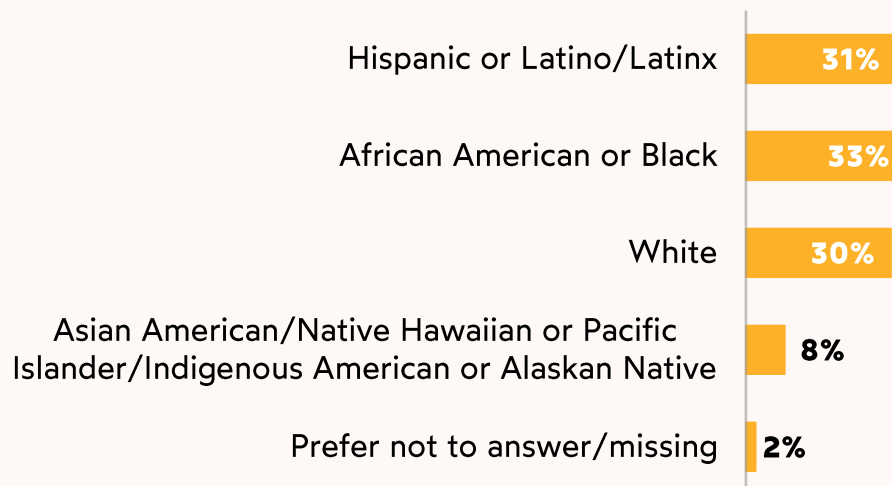 Hispanic or Latino/Latinx 31%
African American or Black 33%
White 30%
Asian American/Native Hawaiian or Pacific
Islander/Indigenous American or Alaskan Native 8%
Prefer not to answer/missing 2%